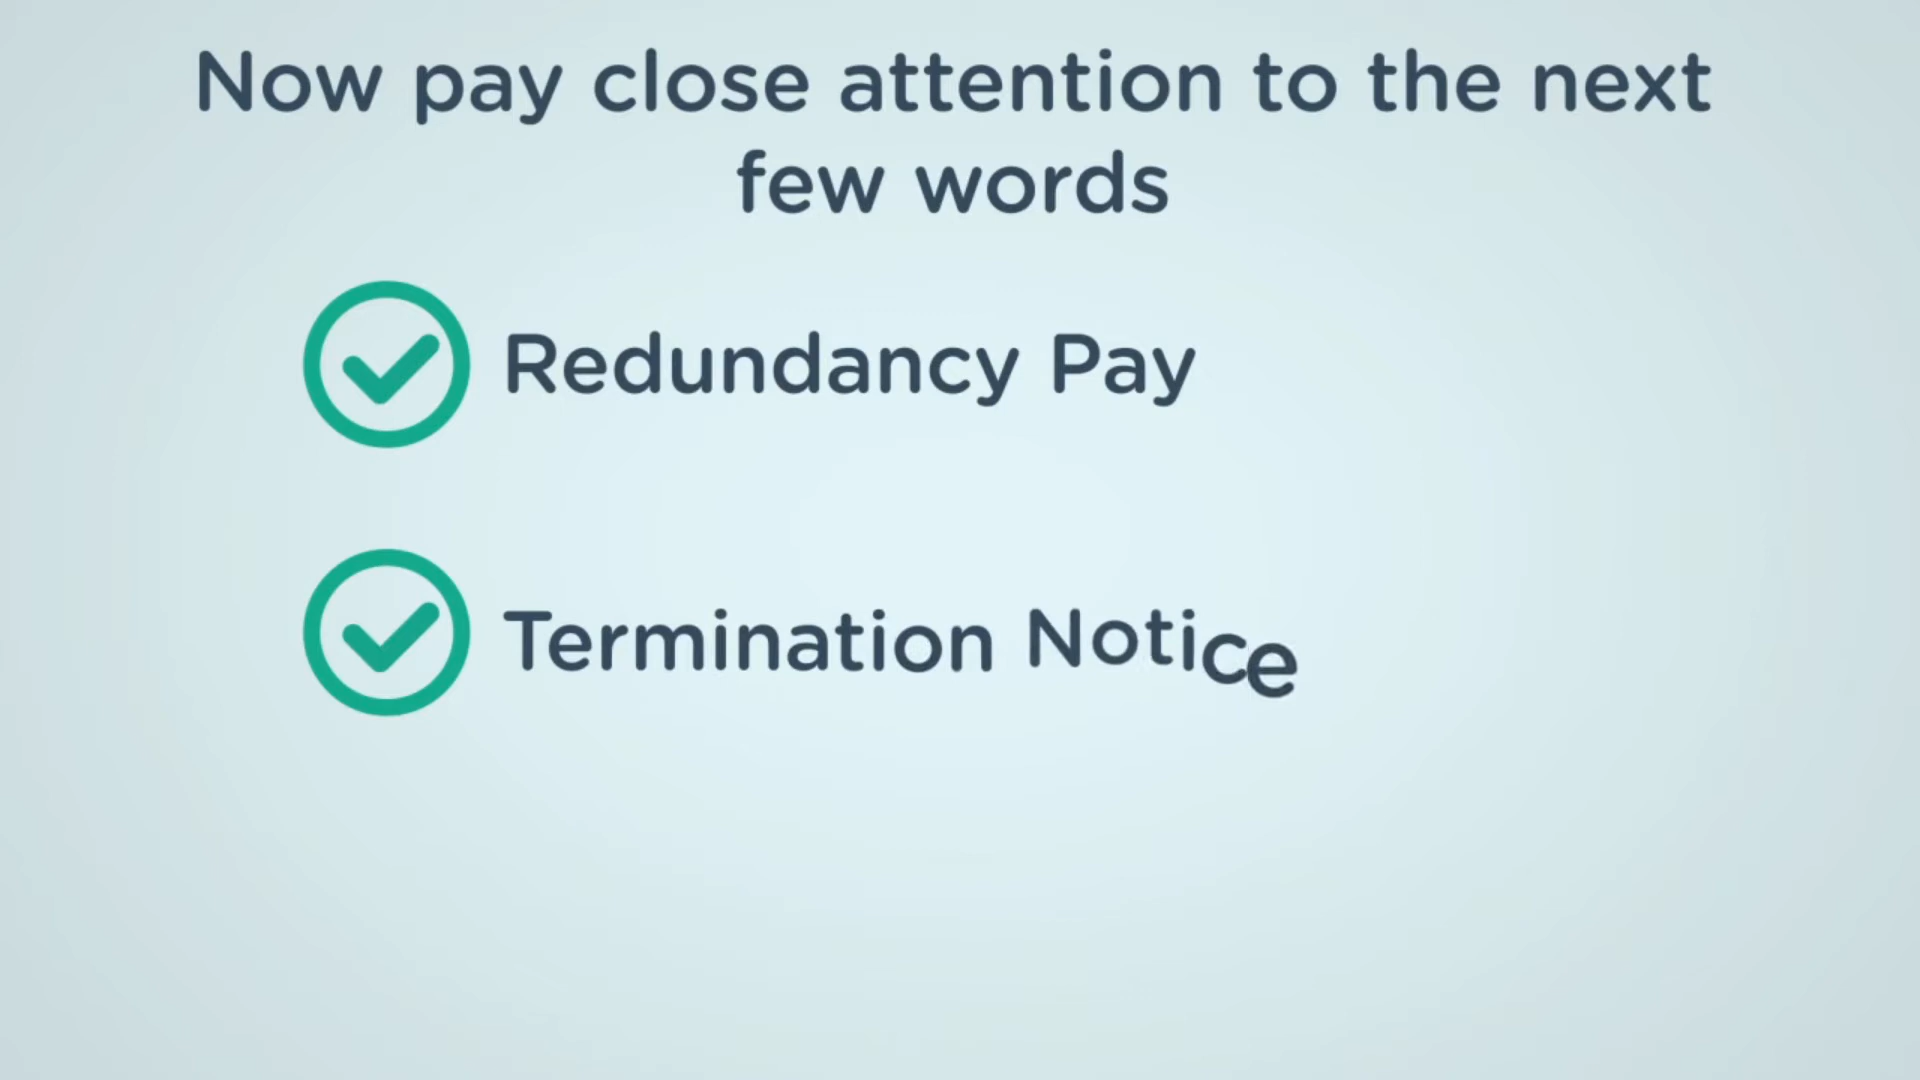 Now pay close attention to the next
few words
Redundancy Pay
Termination Notice